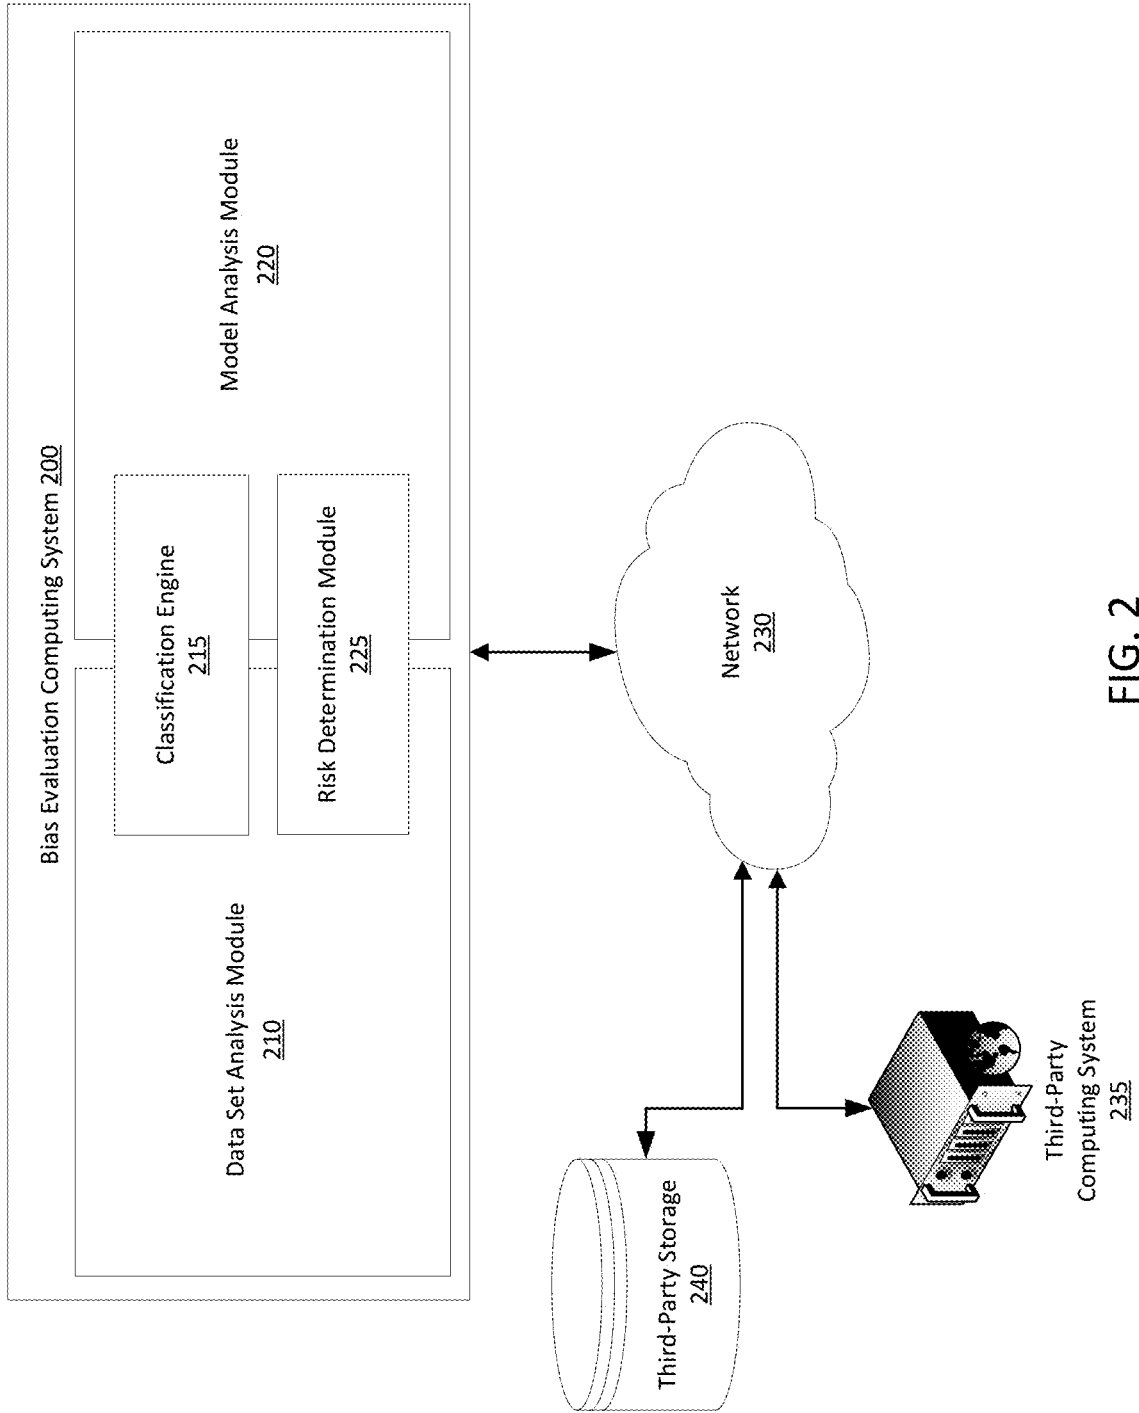 Bias Evaluation Computing System 200
Data Set Analysis Module
210
Classification Engine
215
Risk Determination Module
225
Model Analysis Module
220
Network
230
Third-Party Storage
240
Third-Party
Computing System
235
FIG. 2